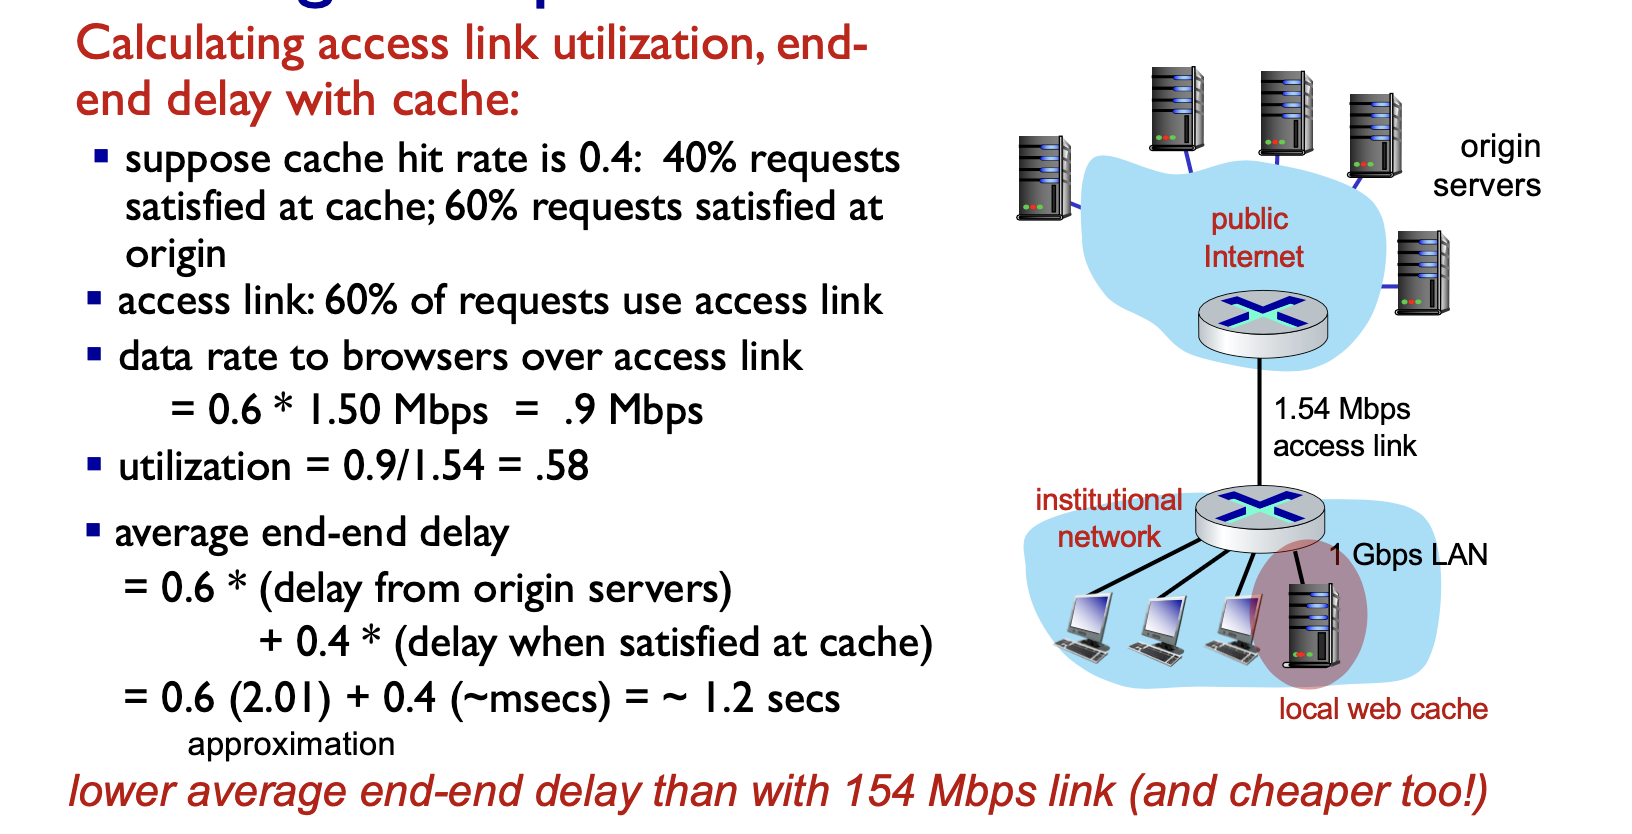 Calculating access link utilization, end-
end delay with cache:
▪ suppose cache hit rate is 0.4: 40% requests
satisfied at cache; 60% requests satisfied at
origin
▪ access link: 60% of requests use access link
▪ data rate to browsers over access link
= 0.6 * 1.50 Mbps = .9 Mbps
▪ utilization = 0.9/1.54 = .58
▪ average end-end delay
= 0.6 * (delay from origin servers)
+ 0.4 * (delay when satisfied at cache)
= 0.6 (2.01) + 0.4 (~msecs) = ~ 1.2 secs
approximation
lower average end-end delay than with 154 Mbps link (and cheaper too!)
origin
servers
public
Internet
1.54 Mbps
access link
institutional
network
1 Gbps LAN
local web cache